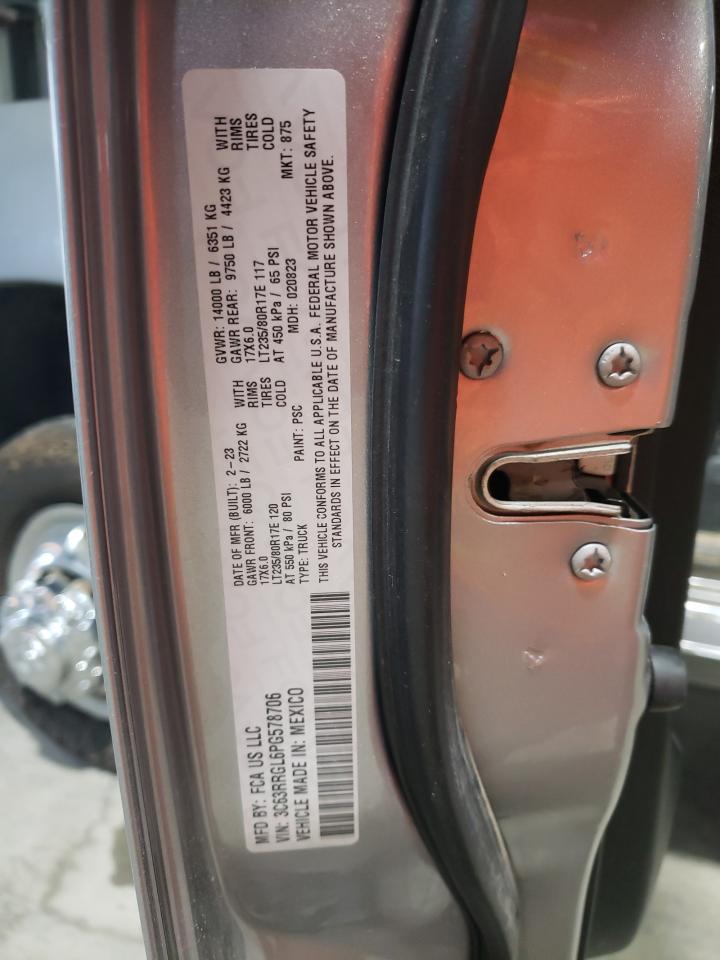 MFD BY: FCA US LLC
DATE OF MFR (BUILT): 2-23
GVWR: 14000 LB / 6351 KG
GAWR FRONT: 6000 LB / 2722 KG WITH
GAWR REAR: 9750 LB / 4423 KG WITH
17X6.0 RIMS
17X6.0 RIMS
LT235/80R17E 120 TIRES
LT235/80R17E 117 TIRES
AT 550 kPa / 80 PSI COLD
AT 450 kPa / 65 PSI COLD
VIN: 3C63RRGL6PG578706
TYPE: TRUCK PAINT: PSC MDH: 020823 MKT: 875
VEHICLE MADE IN: MEXICO
THIS VEHICLE CONFORMS TO ALL APPLICABLE U.S.A. FEDERAL MOTOR VEHICLE SAFETY
STANDARDS IN EFFECT ON THE DATE OF MANUFACTURE SHOWN ABOVE.